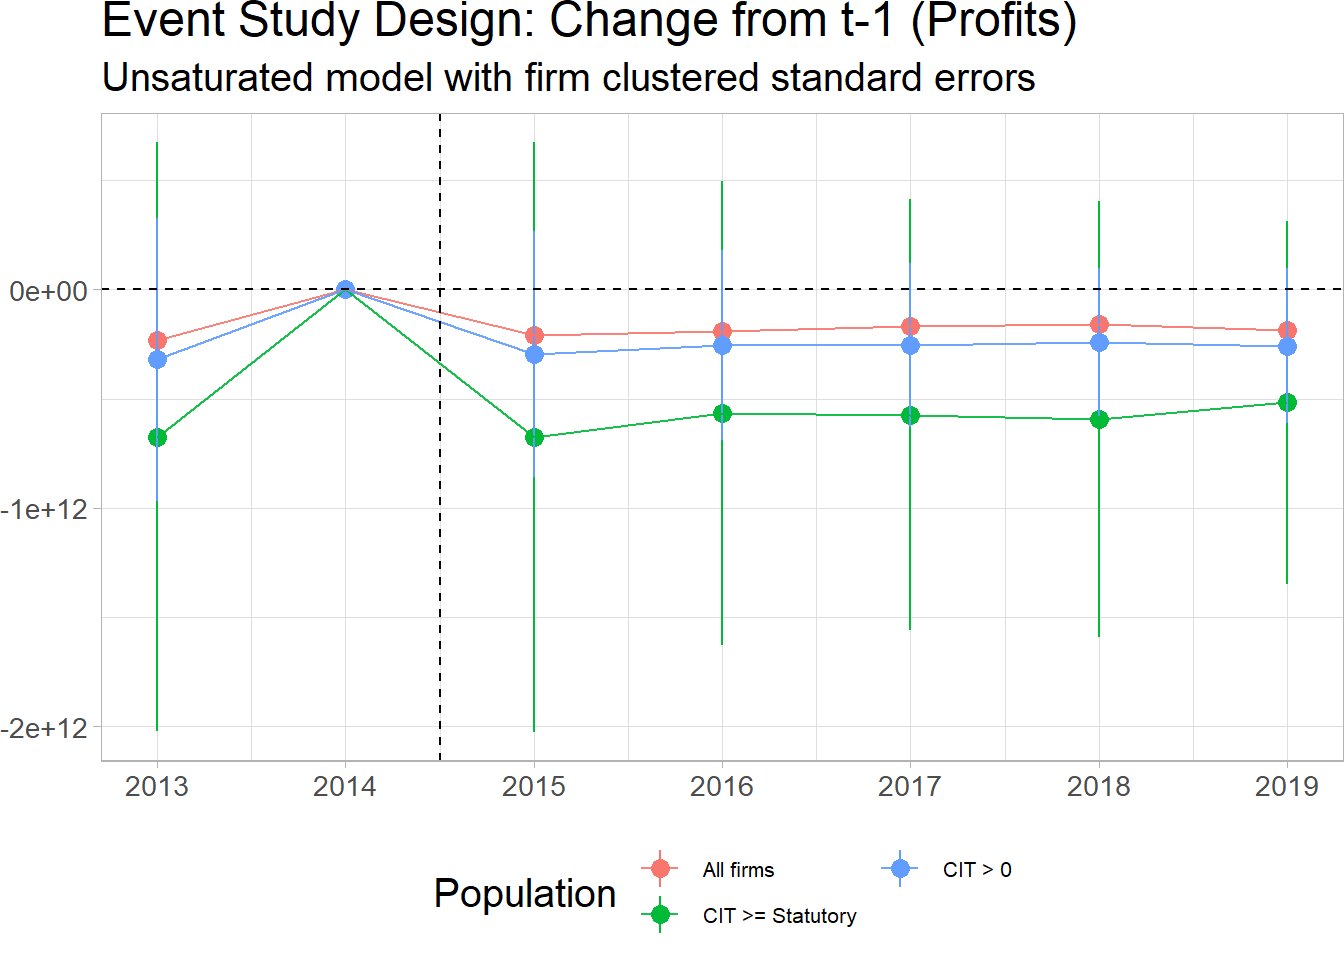 Event Study Design: Change from t-1 (Profits)
Unsaturated model with firm clustered standard errors
0e+00
-1e+12
-2e+12
2013 2014 2015 2016 2017 2018 2019
Population
All firms
CIT > 0
CIT >= Statutory